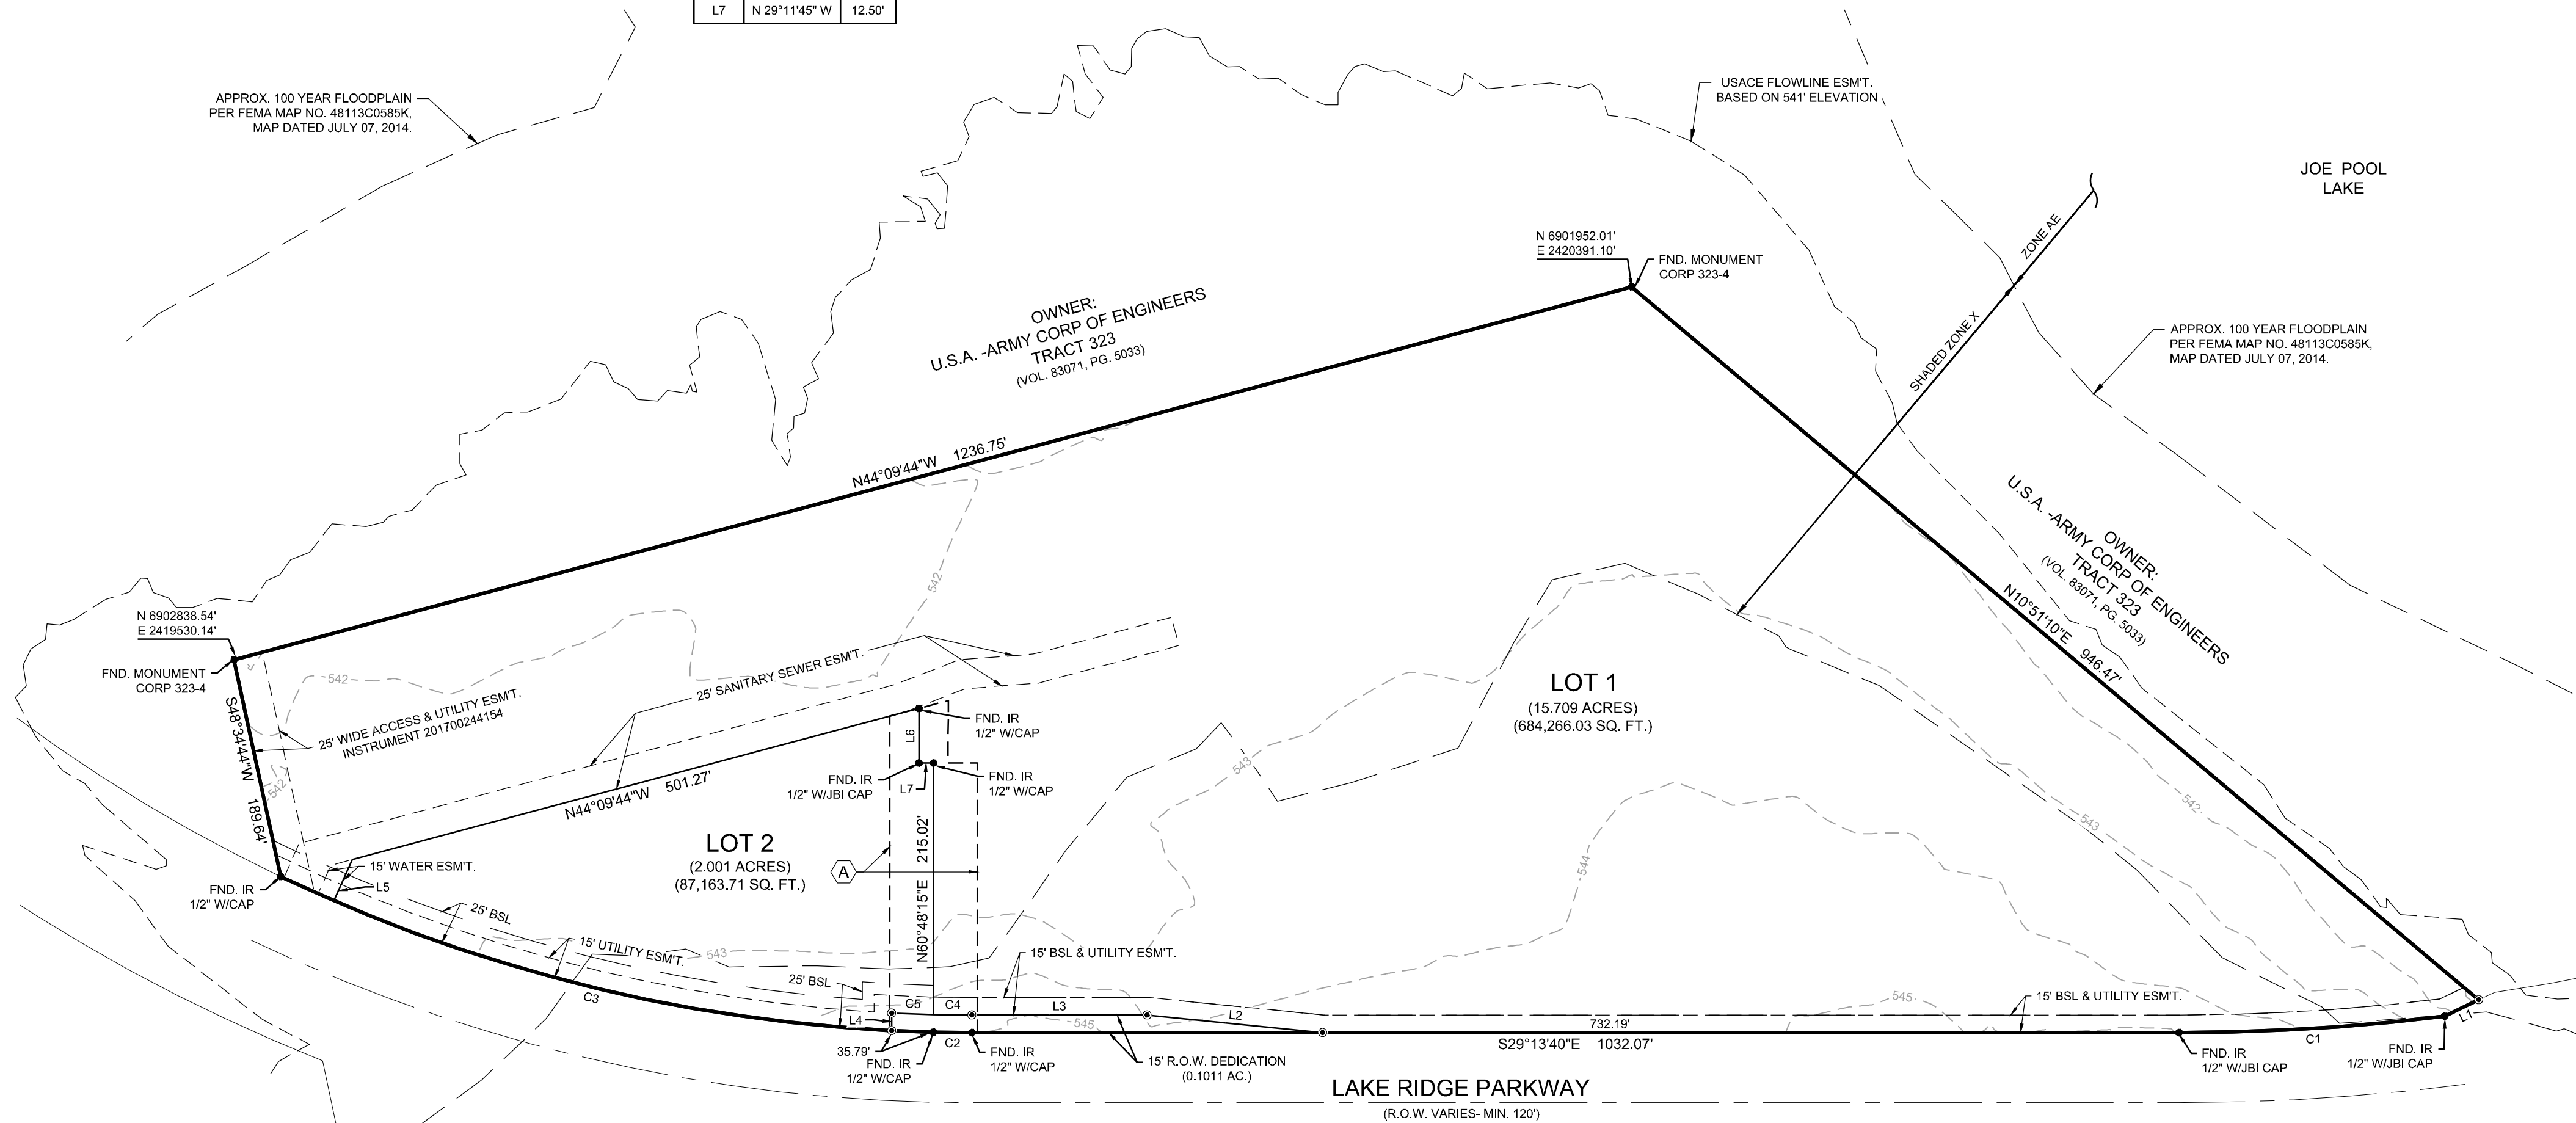 L7 N 29°11'45" W 12.50'
APPROX. 100 YEAR FLOODPLAIN
PER FEMA MAP NO. 48113C0585K,
MAP DATED JULY 07, 2014.
USACE FLOWLINE ESM'T.
BASED ON 541' ELEVATION
JOE POOL
LAKE
ZONE AE
SHADED ZONE X
N 6901952.01'
E 2420391.10'
FND. MONUMENT
CORP 323-4
OWNER:
U.S.A. -ARMY CORP OF ENGINEERS
TRACT 323
(VOL. 83071, PG. 5033)
APPROX. 100 YEAR FLOODPLAIN
PER FEMA MAP NO. 48113C0585K,
MAP DATED JULY 07, 2014.
N44°09'44"W 1236.75'
OWNER:
U.S.A. -ARMY CORP OF ENGINEERS
TRACT 323
(VOL. 83071, PG. 5033)
N10°51'10"E 946.47'
542
N 6902838.54'
E 2419530.14'
FND. MONUMENT
CORP 323-4
542
25' SANITARY SEWER ESM'T.
S48°34'44"W 189.64'
25' WIDE ACCESS & UTILITY ESM'T.
INSTRUMENT 201700244154
542
LOT 1
(15.709 ACRES)
(684,266.03 SQ. FT.)
FND. IR
1/2" W/CAP
L6
FND. IR
1/2" W/JBI CAP
L7
FND. IR
1/2" W/CAP
543
542
543
N44°09'44"W 501.27'
LOT 2
(2.001 ACRES)
(87,163.71 SQ. FT.)
A
N60°48'15"E 215.02'
544
15' WATER ESM'T.
L5
FND. IR
1/2" W/CAP
25' BSL
15' UTILITY ESM'T.
543
25' BSL
15' BSL & UTILITY ESM'T.
C3
C5
C4
L3
L2
L4
545
545
15' BSL & UTILITY ESM'T.
732.19'
S29°13'40"E 1032.07'
L1
C1
35.79'
C2
FND. IR
1/2" W/CAP
FND. IR
1/2" W/CAP
15' R.O.W. DEDICATION
(0.1011 AC.)
FND. IR
1/2" W/JBI CAP
FND. IR
1/2" W/JBI CAP
LAKE RIDGE PARKWAY
(R.O.W. VARIES- MIN. 120')